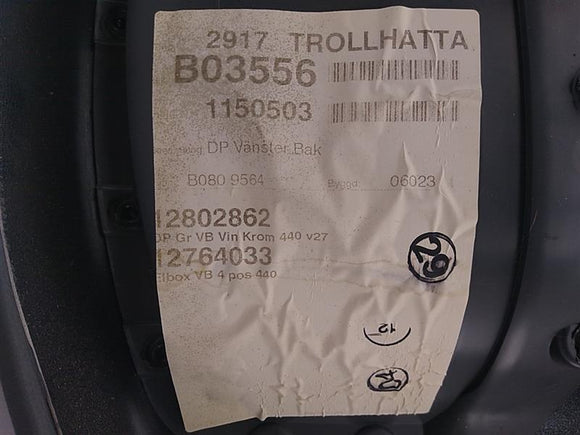 2917 TROLLHATTA
B03556
1150503
DP Vänster Bak
B080 9564 Byggd 06023
12802862
DP Gr VB Vin Krom 440 v27
12764033
Elbox VB 4 pos 440
29
12